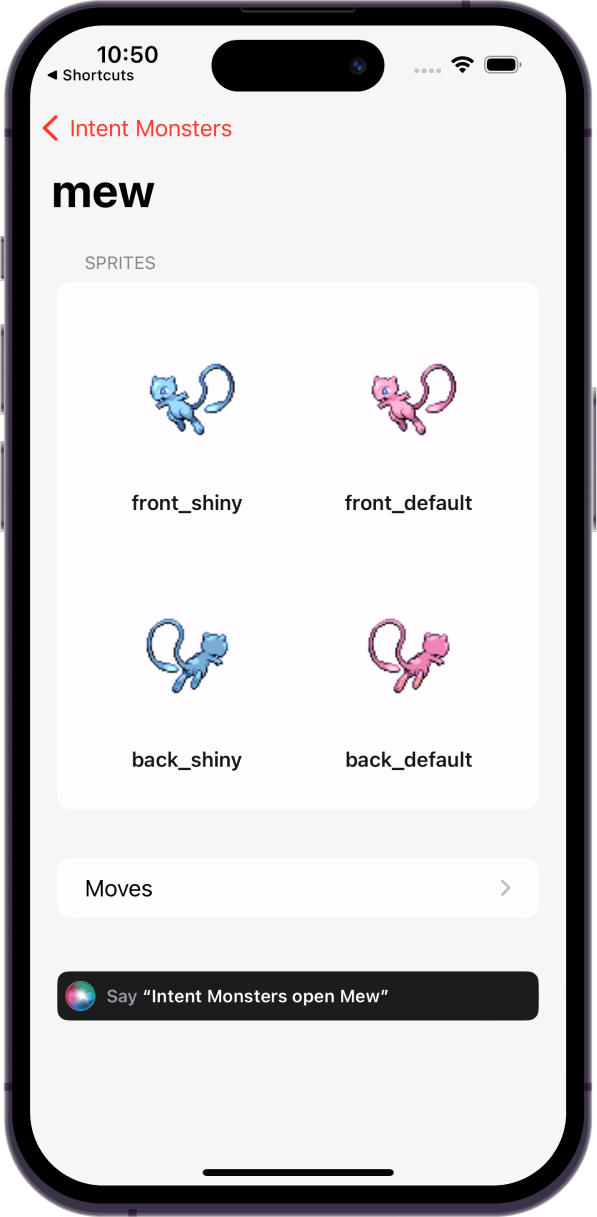 10:50
◀ Shortcuts
Intent Monsters
mew
SPRITES
front_shiny front_default
back_shiny back_default
Moves
Say “Intent Monsters open Mew”